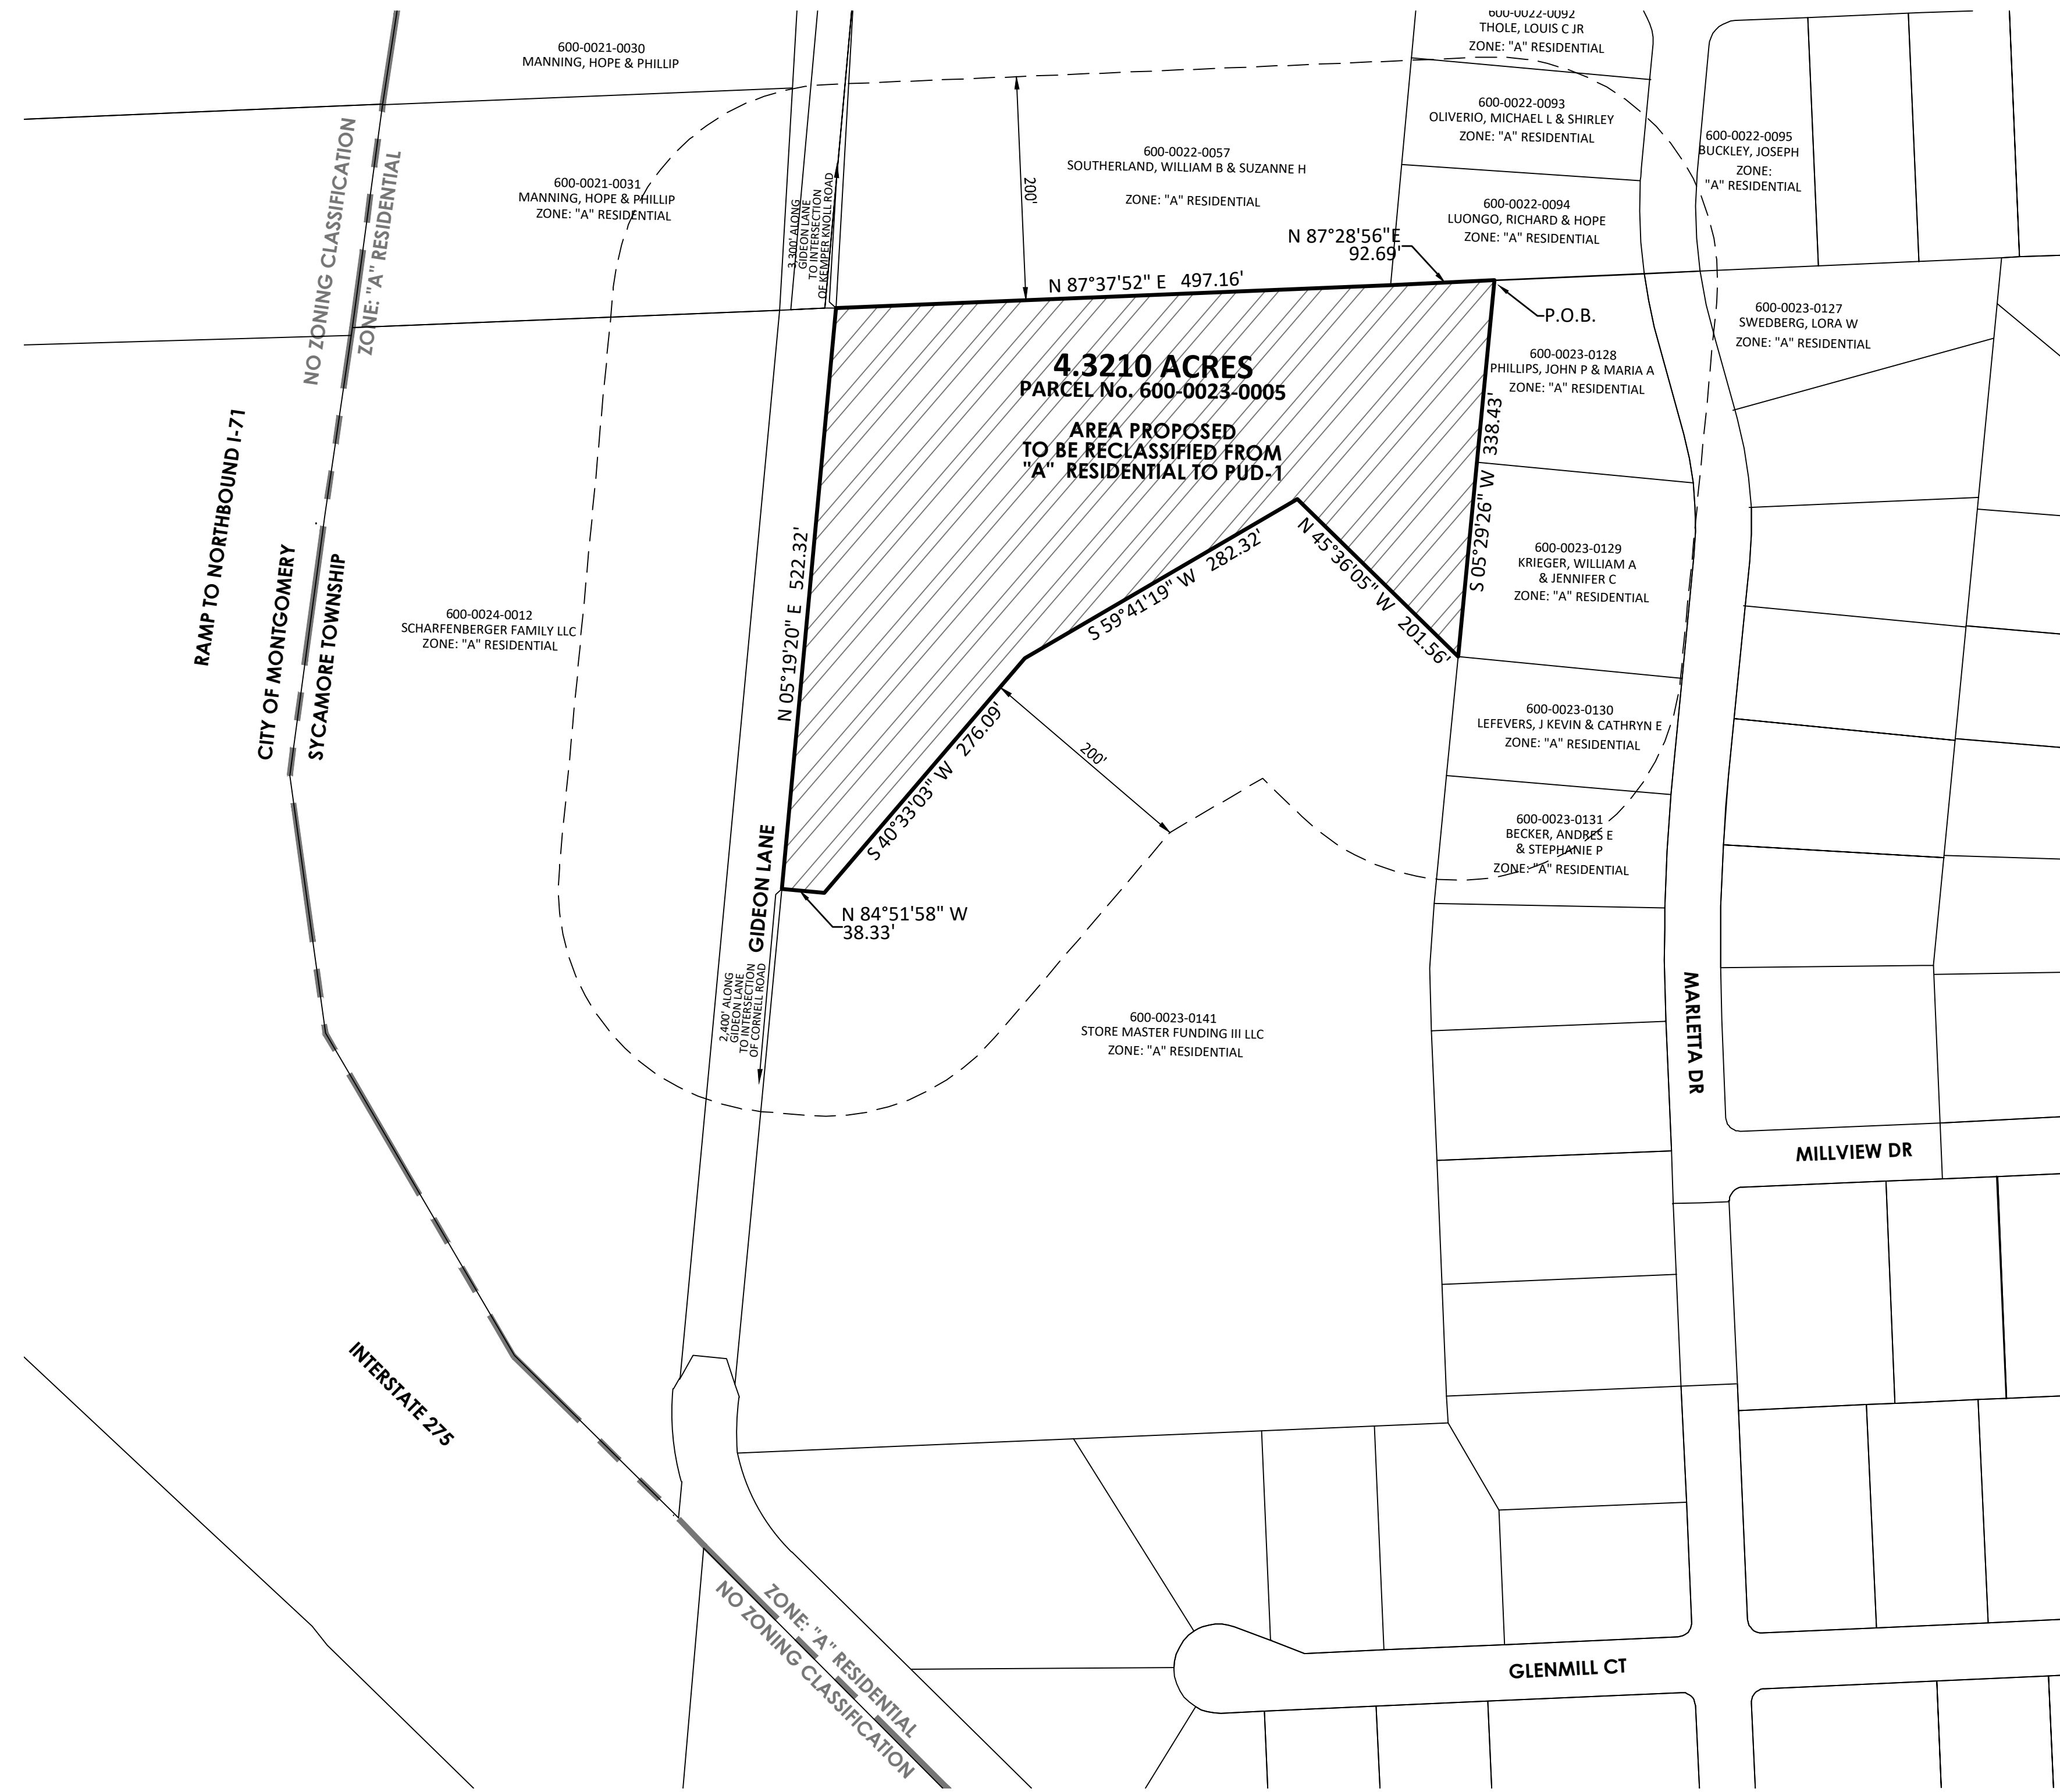 600-0022-0092
THOLE, LOUIS C JR
ZONE: "A" RESIDENTIAL
600-0021-0030
MANNING, HOPE & PHILLIP
600-0022-0093
OLIVERIO, MICHAEL L & SHIRLEY
ZONE: "A" RESIDENTIAL
600-0022-0095
BUCKLEY, JOSEPH
ZONE:
"A" RESIDENTIAL
600-0022-0057
SOUTHERLAND, WILLIAM B & SUZANNE H
ZONE: "A" RESIDENTIAL
200'
600-0021-0031
MANNING, HOPE & PHILLIP
ZONE: "A" RESIDENTIAL
NO ZONING CLASSIFICATION
ZONE: "A" RESIDENTIAL
3,300' ALONG
GIDEON LANE
TO INTERSECTION
OF KEMPER KNOLL ROAD
600-0022-0094
LUONGO, RICHARD & HOPE
ZONE: "A" RESIDENTIAL
N 87°28'56"E
92.69'
N 87°37'52" E 497.16'
P.O.B.
600-0023-0127
SWEDBERG, LORA W
ZONE: "A" RESIDENTIAL
600-0023-0128
PHILLIPS, JOHN P & MARIA A
ZONE: "A" RESIDENTIAL
4.3210 ACRES
PARCEL No. 600-0023-0005
AREA PROPOSED
TO BE RECLASSIFIED FROM
"A" RESIDENTIAL TO PUD-1
S 05°29'26" W 338.43'
N 45°36'05" W 201.56'
S 59°41'19" W 282.32'
N 05°19'20" E 522.32'
RAMP TO NORTHBOUND I-71
CITY OF MONTGOMERY
SYCAMORE TOWNSHIP
600-0024-0012
SCHARFENBERGER FAMILY LLC
ZONE: "A" RESIDENTIAL
600-0023-0129
KRIEGER, WILLIAM A
& JENNIFER C
ZONE: "A" RESIDENTIAL
600-0023-0130
LEFEVERS, J KEVIN & CATHRYN E
ZONE: "A" RESIDENTIAL
S 40°33'03" W 276.09'
200'
600-0023-0131
BECKER, ANDRES E
& STEPHANIE P
ZONE: "A" RESIDENTIAL
GIDEON LANE
N 84°51'58" W
38.33'
2,400' ALONG
GIDEON LANE
TO INTERSECTION
OF CORNELL ROAD
600-0023-0141
STORE MASTER FUNDING III LLC
ZONE: "A" RESIDENTIAL
MARLETTA DR
MILLVIEW DR
INTERSTATE 275
ZONE: "A" RESIDENTIAL
NO ZONING CLASSIFICATION
GLENMILL CT